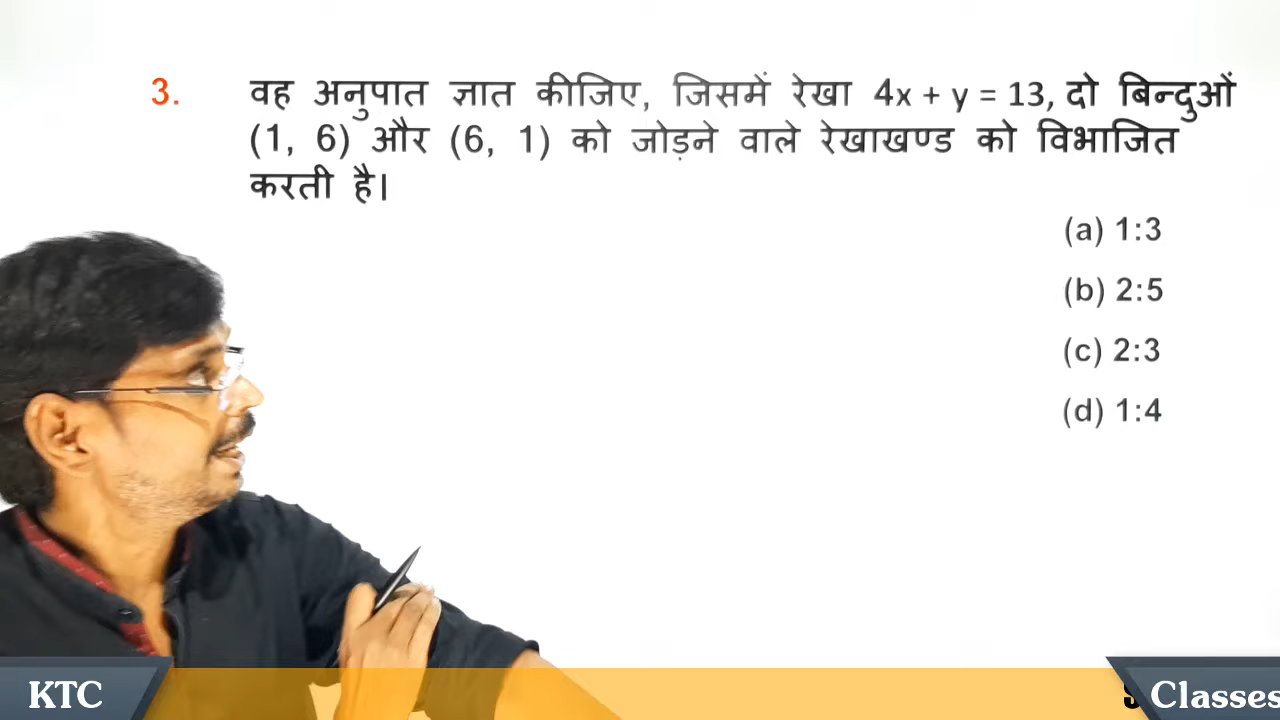 3. वह अनुपात ज्ञात कीजिए, जिसमें रेखा 4x + y = 13, दो बिन्दुओं
(1, 6) और (6, 1) को जोड़ने वाले रेखाखण्ड को विभाजित
करती है।
(a) 1:3
(b) 2:5
(c) 2:3
(d) 1:4
KTC
Classes